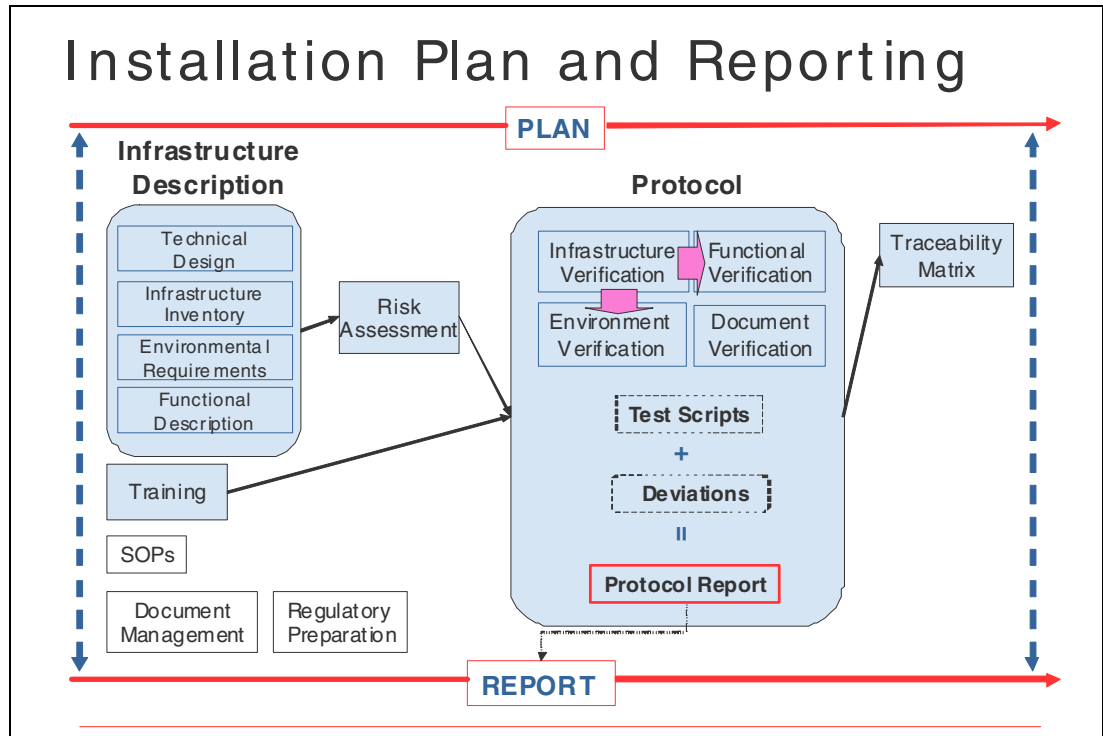 Installation Plan and Reporting
PLAN
Infrastructure
Description
Technical
Design
Infrastructure
Inventory
Environmental
Requirements
Functional
Description
Training
SOPs
Document
Management
Regulatory
Preparation
Risk
Assessment
Protocol
Infrastructure
Verification
Functional
Verification
Environment
Verification
Document
Verification
Test Scripts
+
Deviations
=
Protocol Report
Traceability
Matrix
REPORT